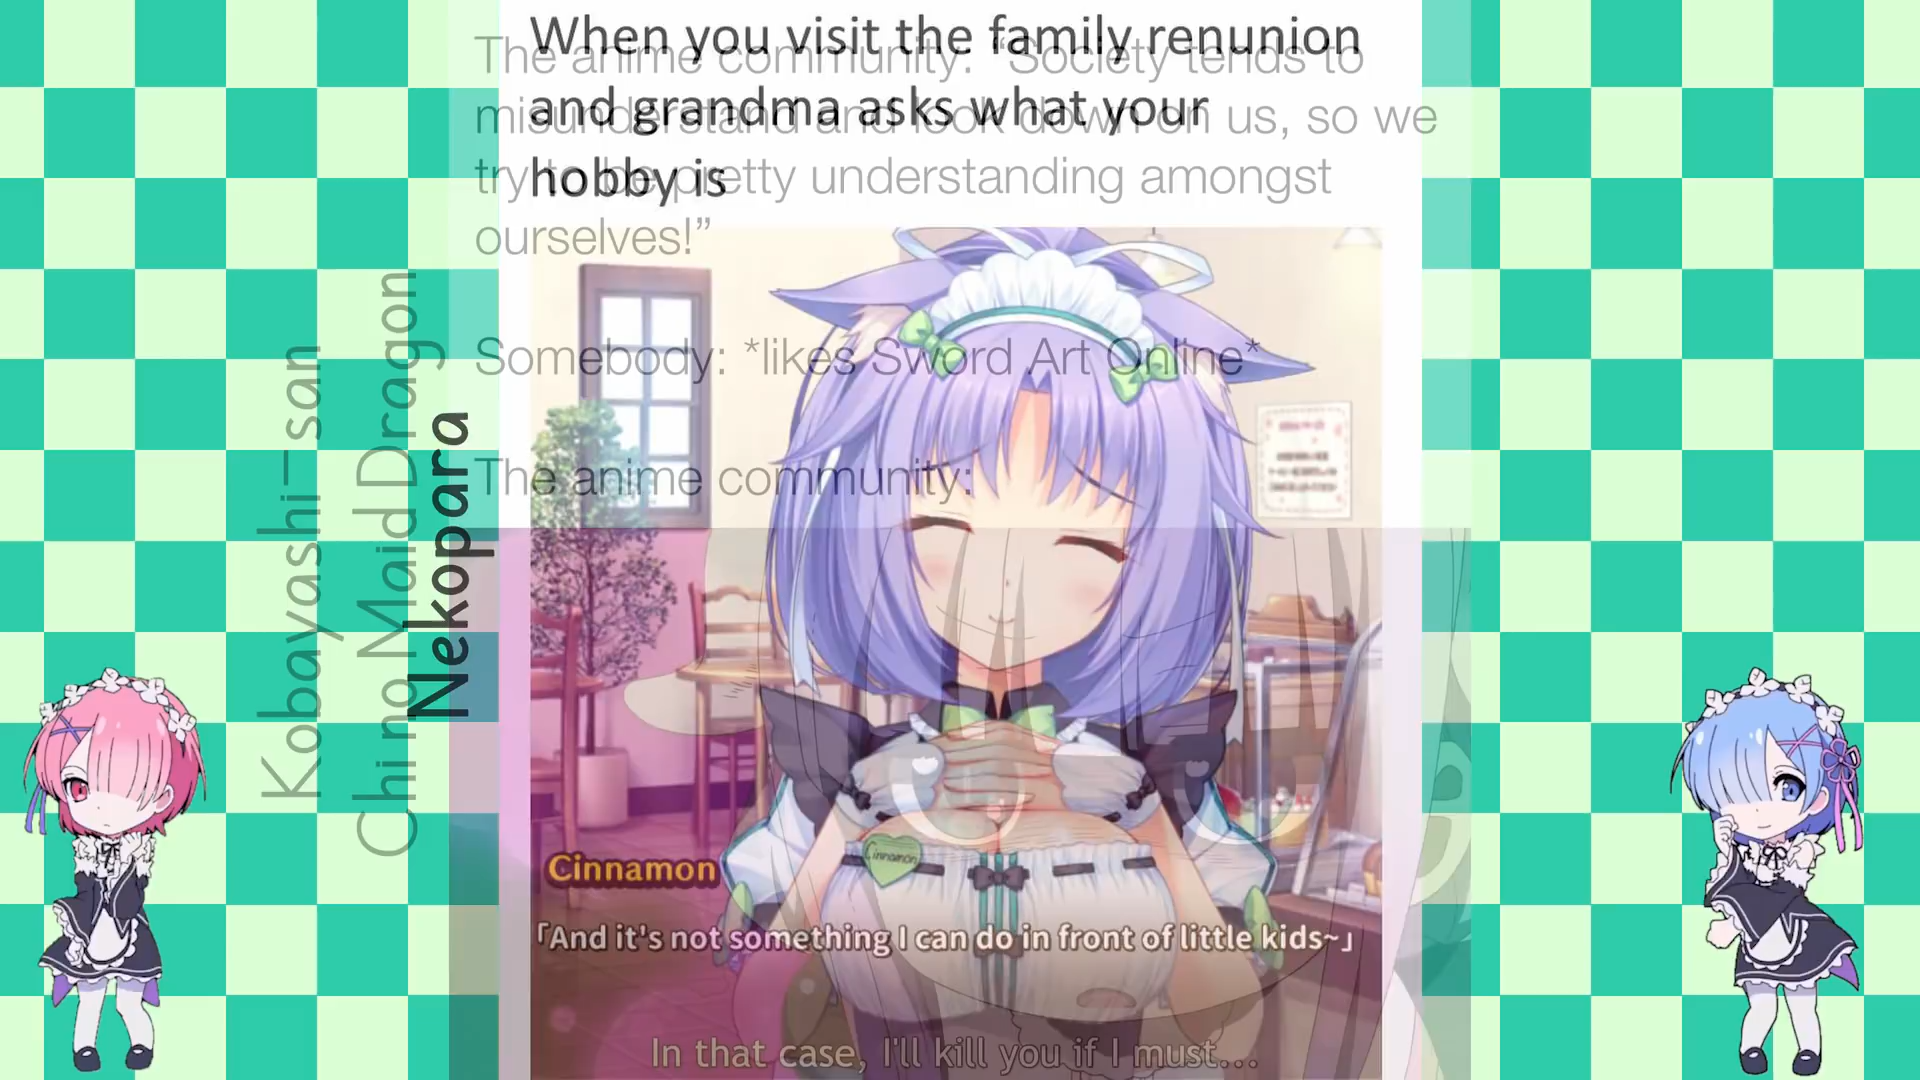 When you visit the family renunion
and grandma asks what your
hobby is
The anime community: “Society tends to
misunderstand and look down on us, so we
try to be pretty understanding amongst
ourselves!”
Somebody: *likes Sword Art Online*
The anime community:
Kobayashi-san
Chi no Maid Dragon
Nekopara
Cinnamon
Cinnamon
「And it's not something I can do in front of little kids~」
In that case, I'll kill you if I must...